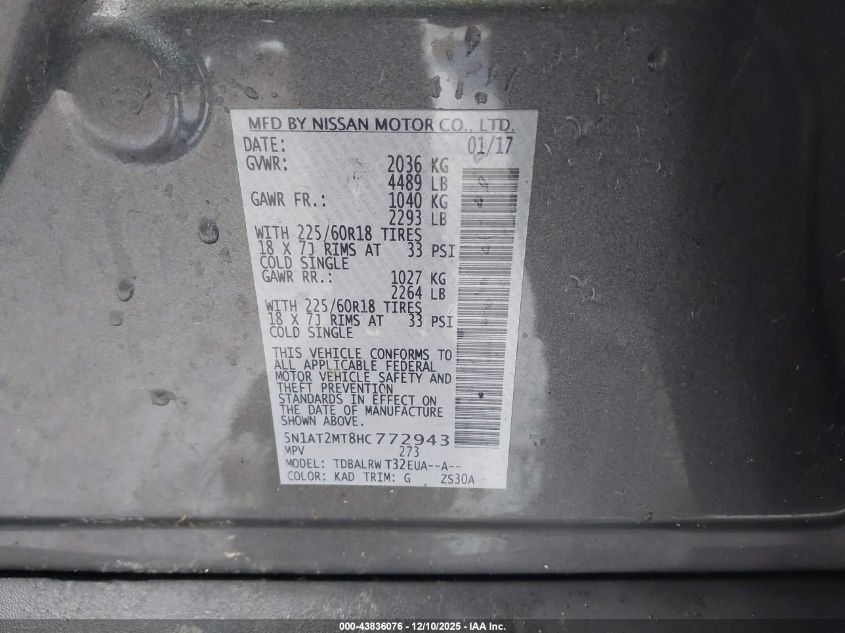 MFD BY NISSAN MOTOR CO., LTD.
DATE: 01/17
GVWR: 2036 KG
4489 LB
GAWR FR.: 1040 KG
2293 LB
WITH 225/60R18 TIRES
18 X 7J RIMS AT 33 PSI
COLD SINGLE
GAWR RR.: 1027 KG
2264 LB
WITH 225/60R18 TIRES
18 X 7J RIMS AT 33 PSI
COLD SINGLE
THIS VEHICLE CONFORMS TO
ALL APPLICABLE FEDERAL
MOTOR VEHICLE SAFETY AND
THEFT PREVENTION
STANDARDS IN EFFECT ON
THE DATE OF MANUFACTURE
SHOWN ABOVE.
5N1AT2MT8HC772943
MPV 273
MODEL: TDBALRW T32EUA--A--
COLOR: KAD TRIM: G ZS30A
000-43836076 - 12/10/2025 - IAA Inc.